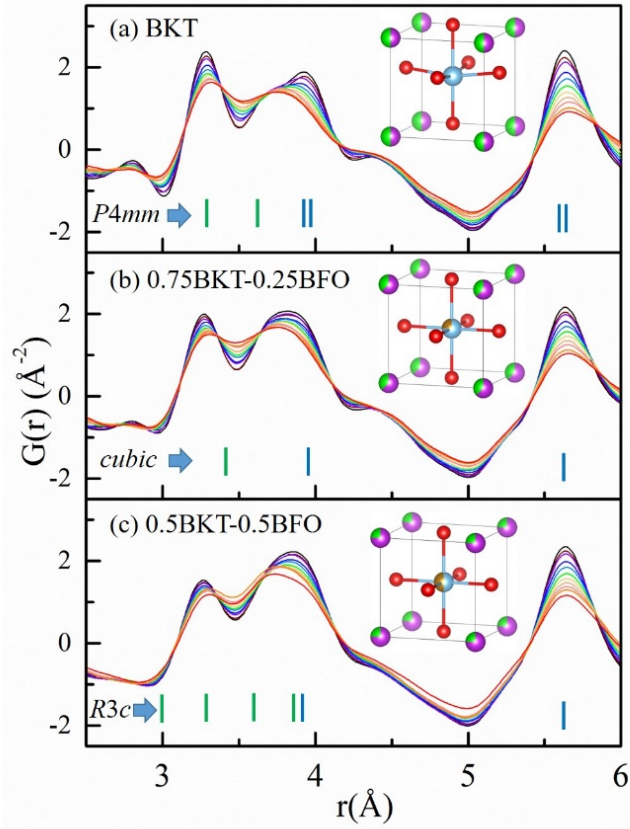 (a) BKT
2
0
-2
P4mm
(b) 0.75BKT-0.25BFO
2
0
-2
cubic
(c) 0.5BKT-0.5BFO
2
0
-2
R3c
G(r) (Å⁻²)
3 4 5 6
r(Å)